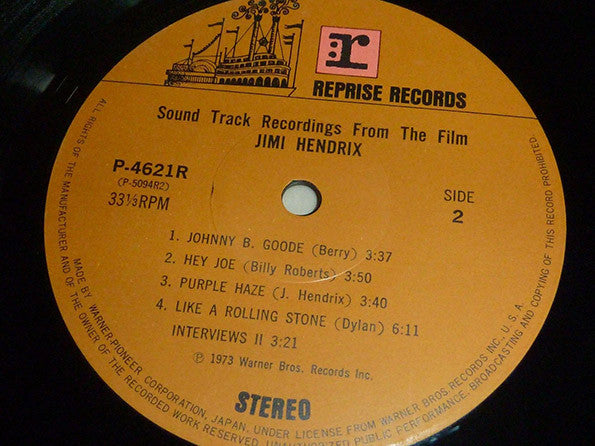 r
REPRISE RECORDS
Sound Track Recordings From The Film
JIMI HENDRIX
P-4621R
(P-5094R2)
33⅓RPM
SIDE
2
1. JOHNNY B. GOODE (Berry) 3:37
2. HEY JOE (Billy Roberts) 3:50
3. PURPLE HAZE (J. Hendrix) 3:40
4. LIKE A ROLLING STONE (Dylan) 6:11
INTERVIEWS II 3:21
℗ 1973 Warner Bros. Records Inc.
STEREO
MADE BY WARNER-PIONEER CORPORATION, JAPAN, UNDER LICENSE FROM WARNER BROS RECORDS INC. U.S.A.
ALL RIGHTS OF THE MANUFACTURER AND OF THE OWNER OF THE RECORDED WORK RESERVED. UNAUTHORIZED PUBLIC PERFORMANCE, BROADCASTING AND COPYING OF THIS RECORD PROHIBITED.